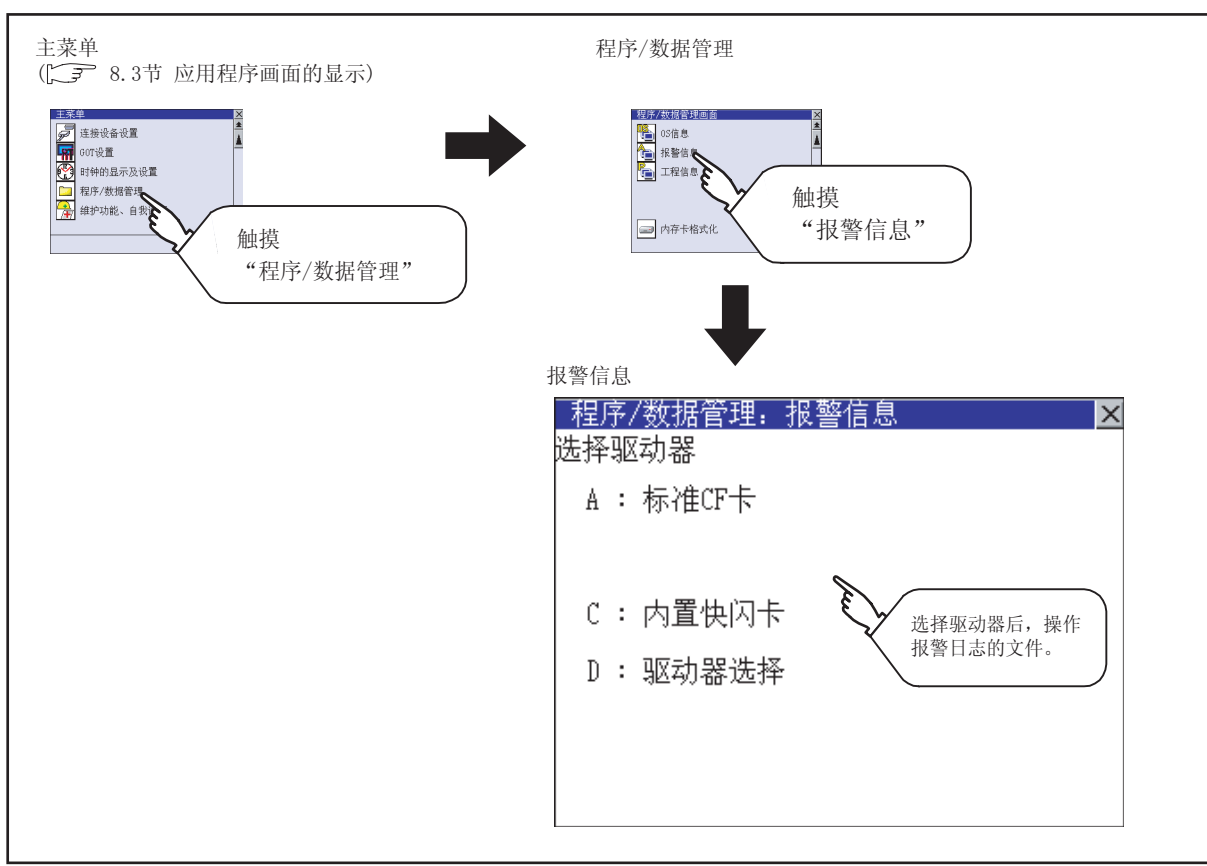 主菜单
( 8.3节 应用程序画面的显示)
主菜单
连接设备设置
GOT设置
时钟的显示及设置
程序/数据管理
维护功能、自我
触摸
“程序/数据管理”
程序/数据管理
程序/数据管理画面
OS信息
报警信息
工程信息
内存卡格式化
触摸
“报警信息”
报警信息
程序/数据管理: 报警信息
选择驱动器
A : 标准CF卡
C : 内置快闪卡
D : 驱动器选择
选择驱动器后，操作
报警日志的文件。